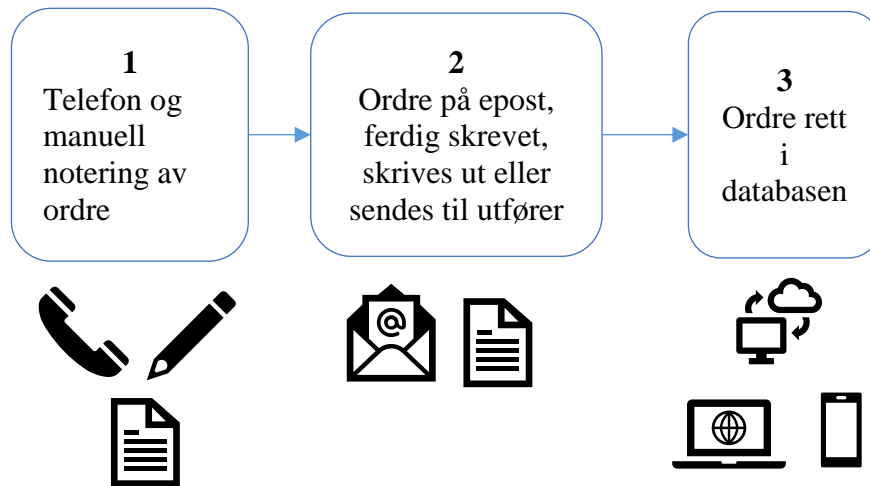 1
Telefon og
manuell
notering av
ordre
2
Ordre på epost,
ferdig skrevet,
skrives ut eller
sendes til utfører
3
Ordre rett
i
databasen
@